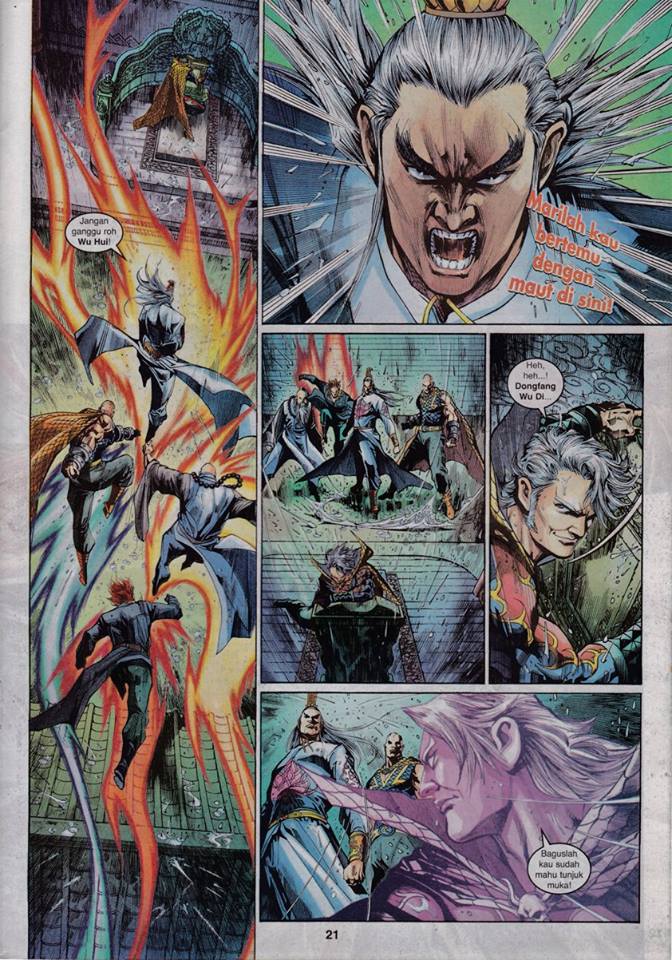 Jangan
ganggu roh
Wu Hui!
Marilah kau
bertemu
dengan
maut di sini!
Heh,
heh...!
Dongfang
Wu Di...
Baguslah
kau sudah
mahu tunjuk
muka!
21